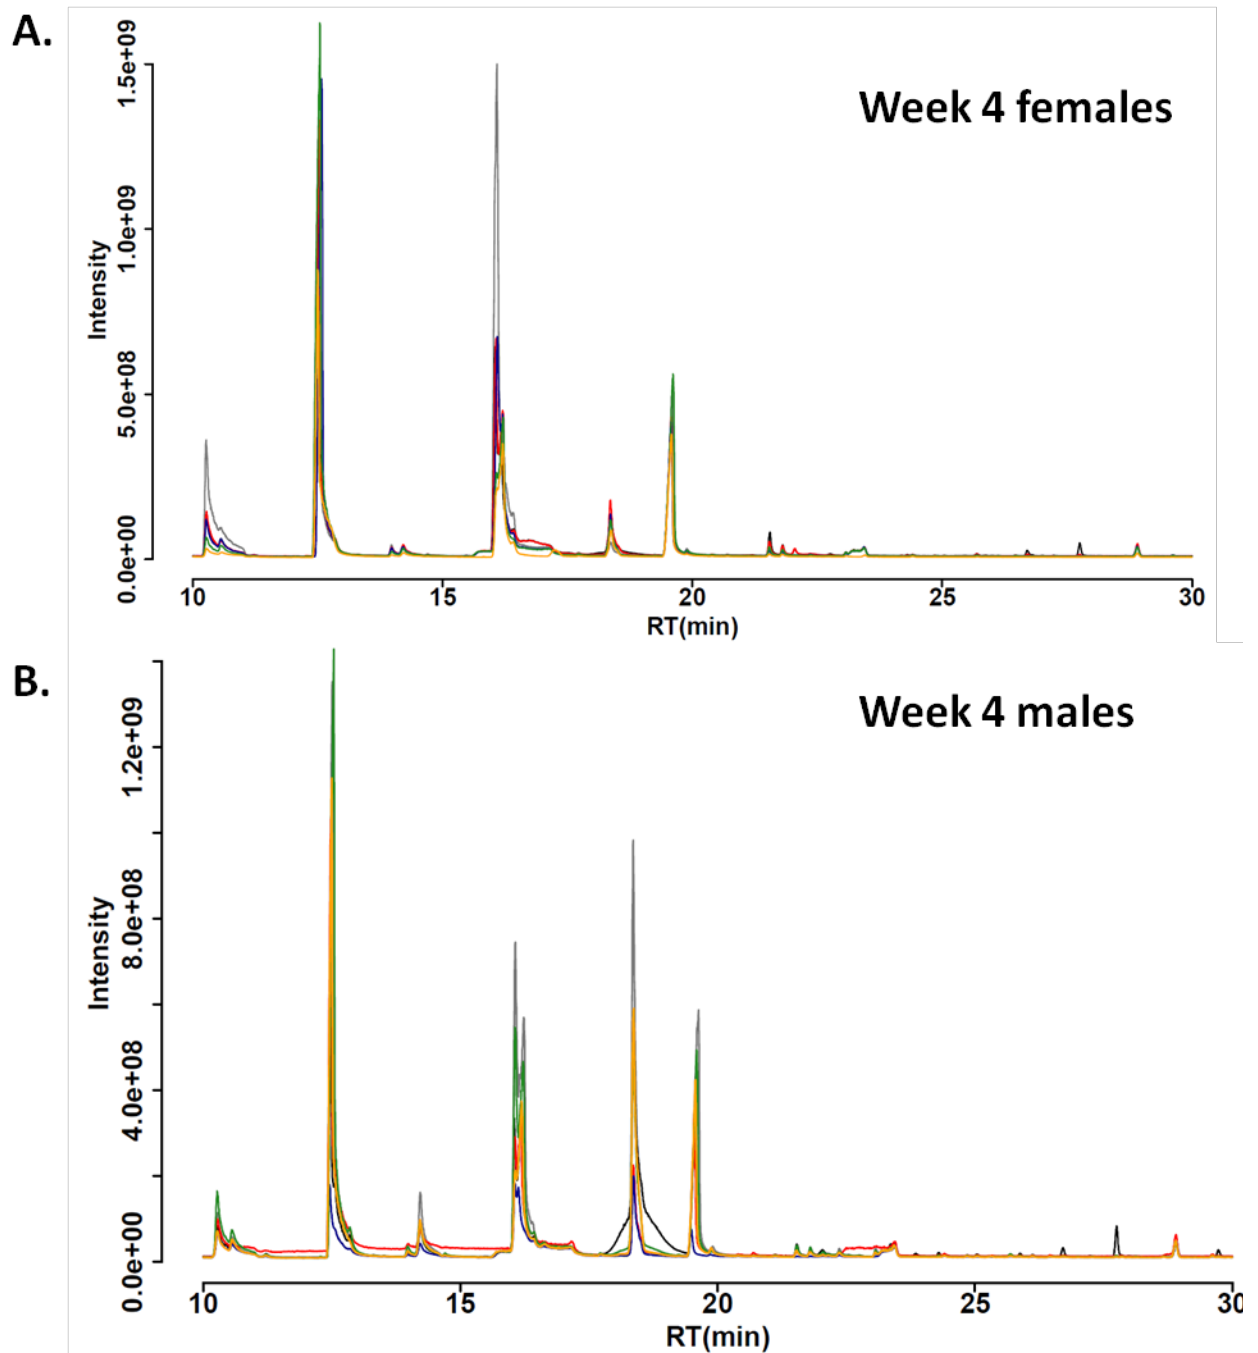 A.
Week 4 females
Intensity
1.5e+09
1.0e+09
5.0e+08
0.0e+00
10 15 20 25 30
RT(min)
B.
Week 4 males
Intensity
1.2e+09
8.0e+08
4.0e+08
0.0e+00
10 15 20 25 30
RT(min)